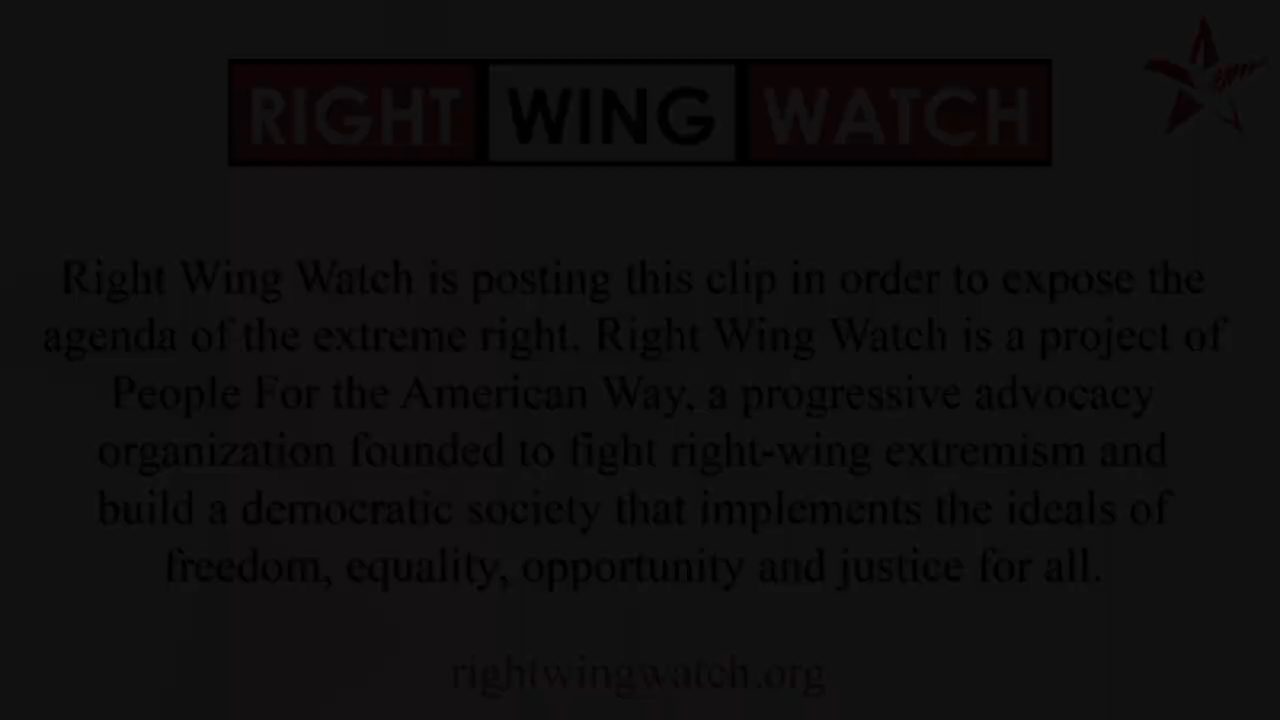 RIGHT WING WATCH
Right Wing Watch is posting this clip in order to expose the
agenda of the extreme right. Right Wing Watch is a project of
People For the American Way, a progressive advocacy
organization founded to fight right-wing extremism and
build a democratic society that implements the ideals of
freedom, equality, opportunity and justice for all.
rightwingwatch.org